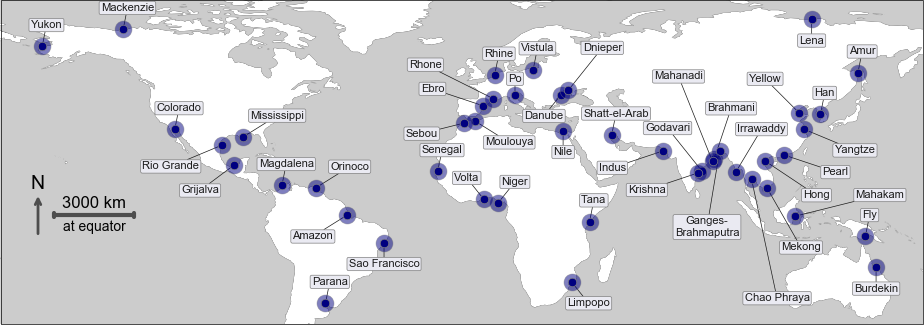 Mackenzie
Yukon
Lena
Rhine
Vistula
Dnieper
Amur
Rhone
Po
Mahanadi
Yellow
Ebro
Han
Colorado
Mississippi
Danube
Shatt-el-Arab
Brahmani
Sebou
Moulouya
Godavari
Irrawaddy
Senegal
Nile
Yangtze
Rio Grande
Magdalena
Orinoco
Indus
Pearl
Grijalva
Volta
Niger
Krishna
Hong
Mahakam
N
3000 km
at equator
Tana
Fly
Amazon
Ganges-
Brahmaputra
Mekong
Sao Francisco
Parana
Limpopo
Chao Phraya
Burdekin